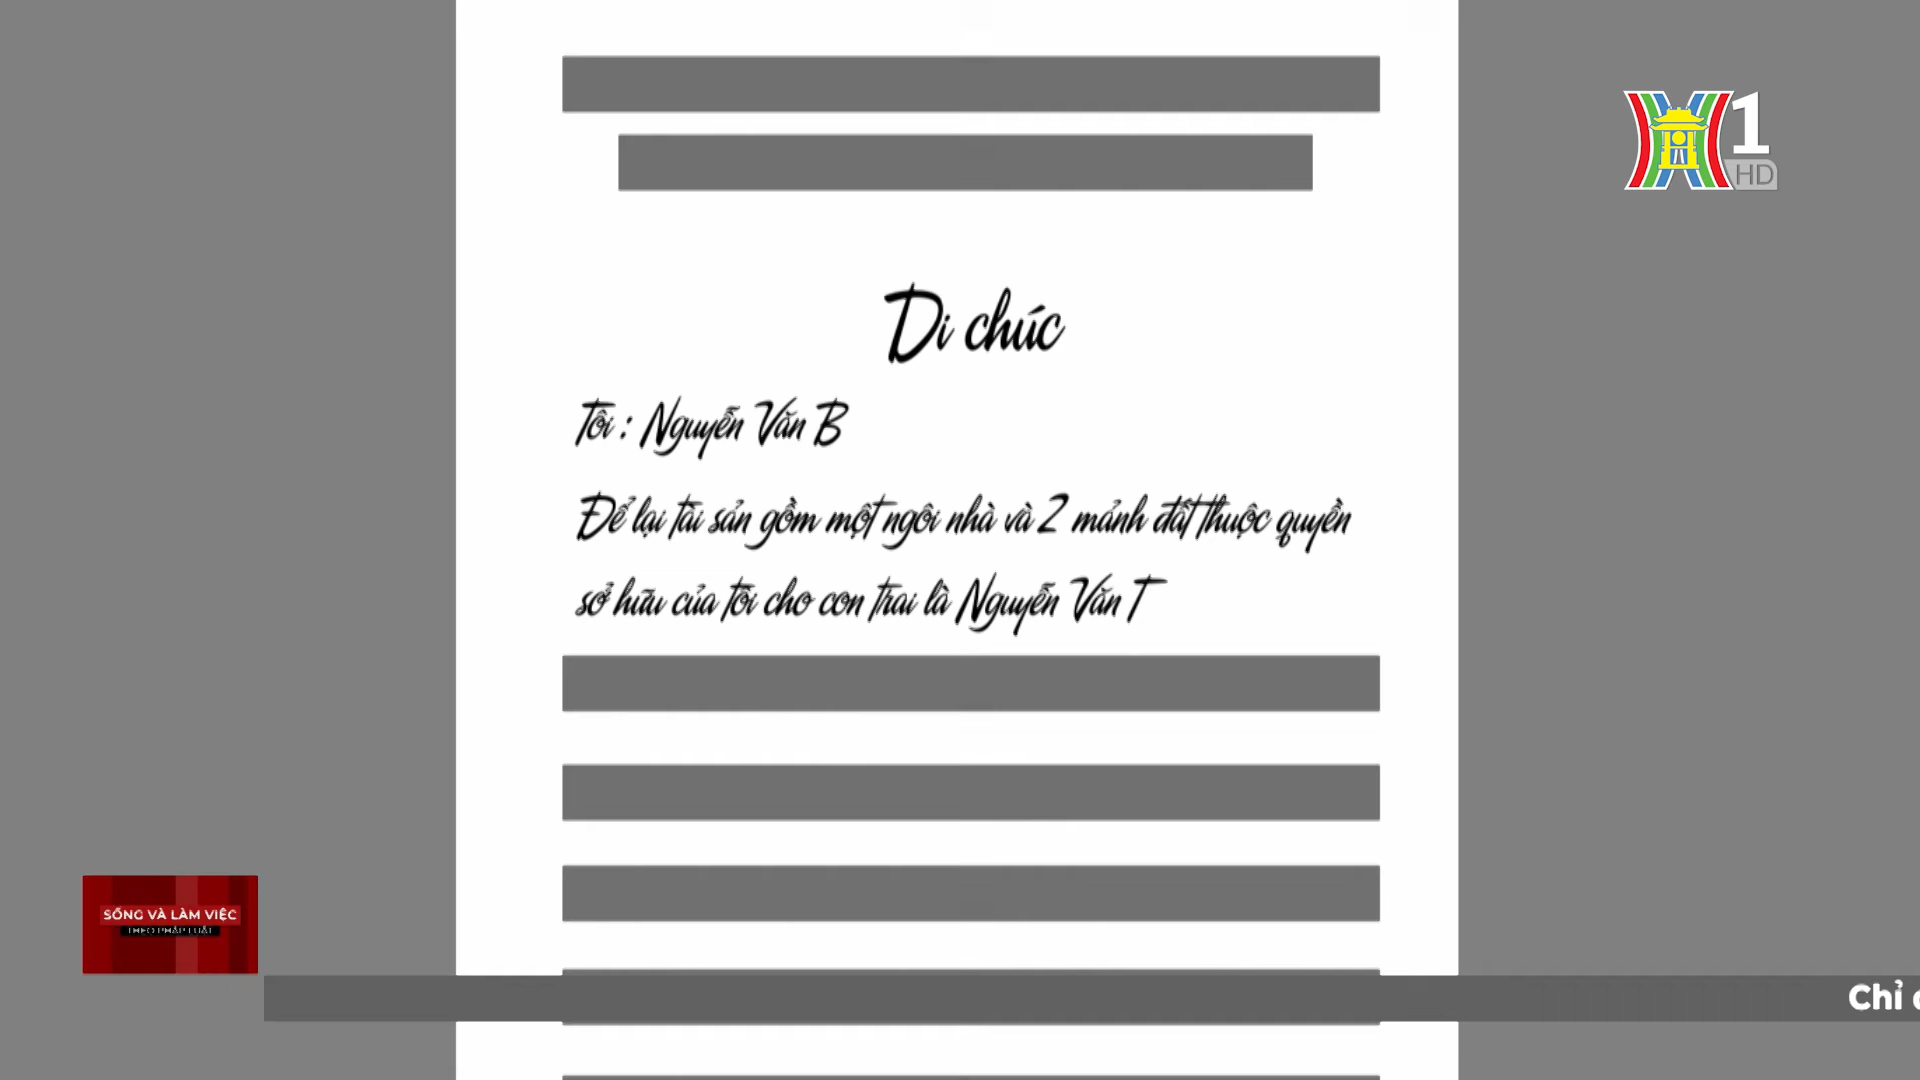 1
HD
Di chúc
Tôi : Nguyễn Văn B
Để lại tài sản gồm một ngôi nhà và 2 mảnh đất thuộc quyền
sở hữu của tôi cho con trai là Nguyễn Văn T
SỐNG VÀ LÀM VIỆC
THEO PHÁP LUẬT
Chỉ